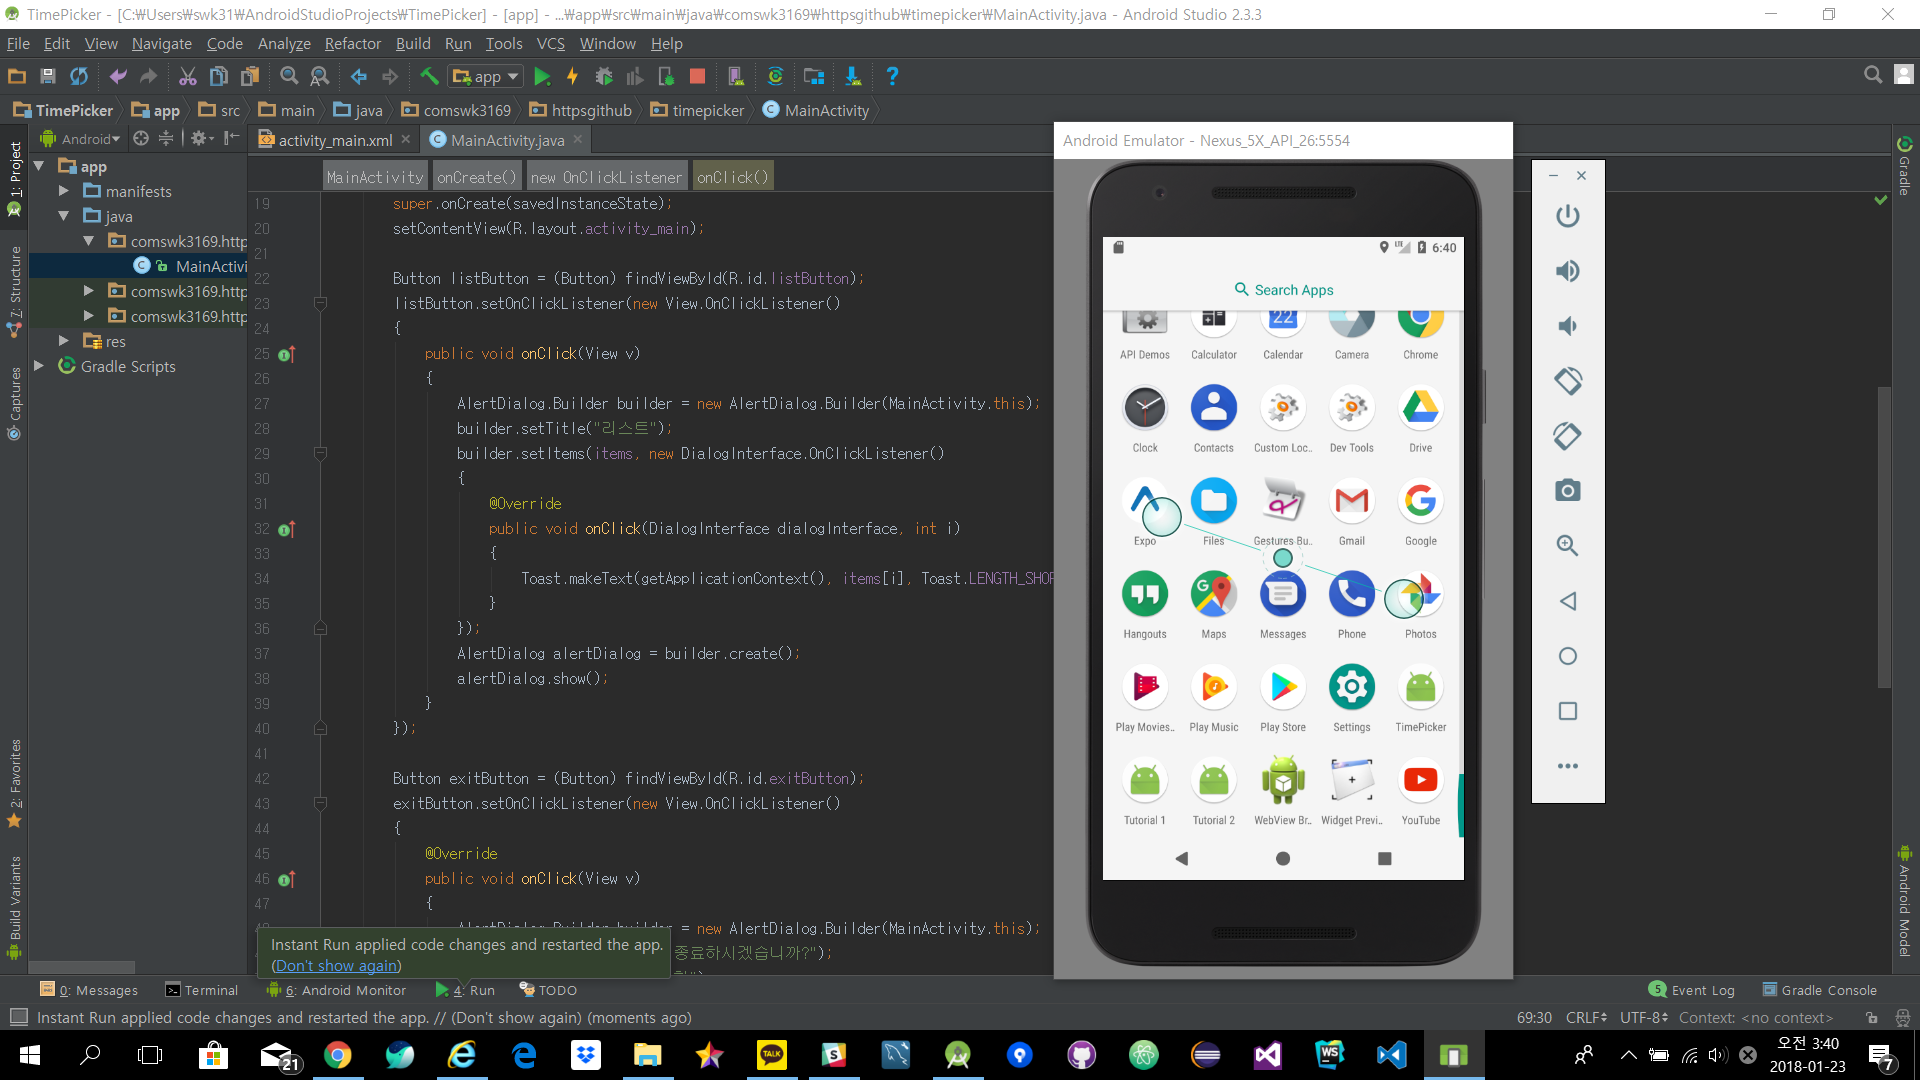 TimePicker - [C:₩Users₩swk31₩AndroidStudioProjects₩TimePicker] - [app] - ...₩app₩src₩main₩java₩comswk3169₩httpsgithub₩timepicker₩MainActivity.java - Android Studio 2.3.3
File Edit View Navigate Code Analyze Refactor Build Run Tools VCS Window Help
app
TimePicker app src main java comswk3169 httpsgithub timepicker MainActivity
Android
activity_main.xml
MainActivity.java
1: Project
7: Structure
Captures
2: Favorites
Build Variants
app
manifests
java
comswk3169.http
MainActivi
comswk3169.http
comswk3169.http
res
Gradle Scripts
MainActivity onCreate() new OnClickListener onClick()
19 super.onCreate(savedInstanceState);
20 setContentView(R.layout.activity_main);
21
22 Button listButton = (Button) findViewById(R.id.listButton);
23 listButton.setOnClickListener(new View.OnClickListener()
24 {
25 public void onClick(View v)
26 {
27 AlertDialog.Builder builder = new AlertDialog.Builder(MainActivity.this);
28 builder.setTitle("리스트");
29 builder.setItems(items, new DialogInterface.OnClickListener()
30 {
31 @Override
32 public void onClick(DialogInterface dialogInterface, int i)
33 {
34 Toast.makeText(getApplicationContext(), items[i], Toast.LENGTH_SHOR
35 }
36 });
37 AlertDialog alertDialog = builder.create();
38 alertDialog.show();
39 }
40 });
41
42 Button exitButton = (Button) findViewById(R.id.exitButton);
43 exitButton.setOnClickListener(new View.OnClickListener()
44 {
45 @Override
46 public void onClick(View v)
47 {
AlertDialog.Builder builder = new AlertDialog.Builder(MainActivity.this);
종료하시겠습니까?");
Instant Run applied code changes and restarted the app.
(Don't show again)
Android Emulator - Nexus_5X_API_26:5554
LTE 6:40
Search Apps
22
API Demos Calculator Calendar Camera Chrome
Clock Contacts Custom Loc.. Dev Tools Drive
Expo Files Gestures Bu.. Gmail Google
Hangouts Maps Messages Phone Photos
Play Movies.. Play Music Play Store Settings TimePicker
Tutorial 1 Tutorial 2 WebView Br.. Widget Previ.. YouTube
Gradle
Android Model
0: Messages Terminal 6: Android Monitor 4: Run TODO
5 Event Log Gradle Console
Instant Run applied code changes and restarted the app. // (Don't show again) (moments ago)
69:30 CRLF UTF-8 Context: <no context>
21
TALK
WS
오전 3:40
2018-01-23
7